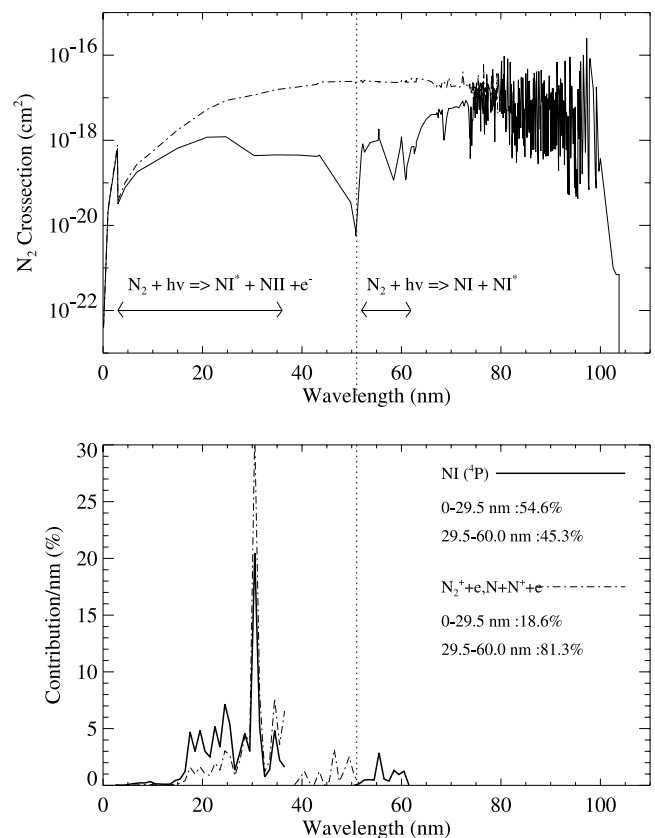 10⁻¹⁶
10⁻¹⁸
10⁻²⁰
10⁻²²
N₂ Crossection (cm²)
N₂ + hν => NI* + NII +e⁻
N₂ + hν => NI + NI*
0 20 40 60 80 100
Wavelength (nm)
30
25
20
15
10
5
0
Contribution/nm (%)
NI (⁴P)
0-29.5 nm :54.6%
29.5-60.0 nm :45.3%
N₂⁺+e,N+N⁺+e
0-29.5 nm :18.6%
29.5-60.0 nm :81.3%
0 20 40 60 80 100
Wavelength (nm)